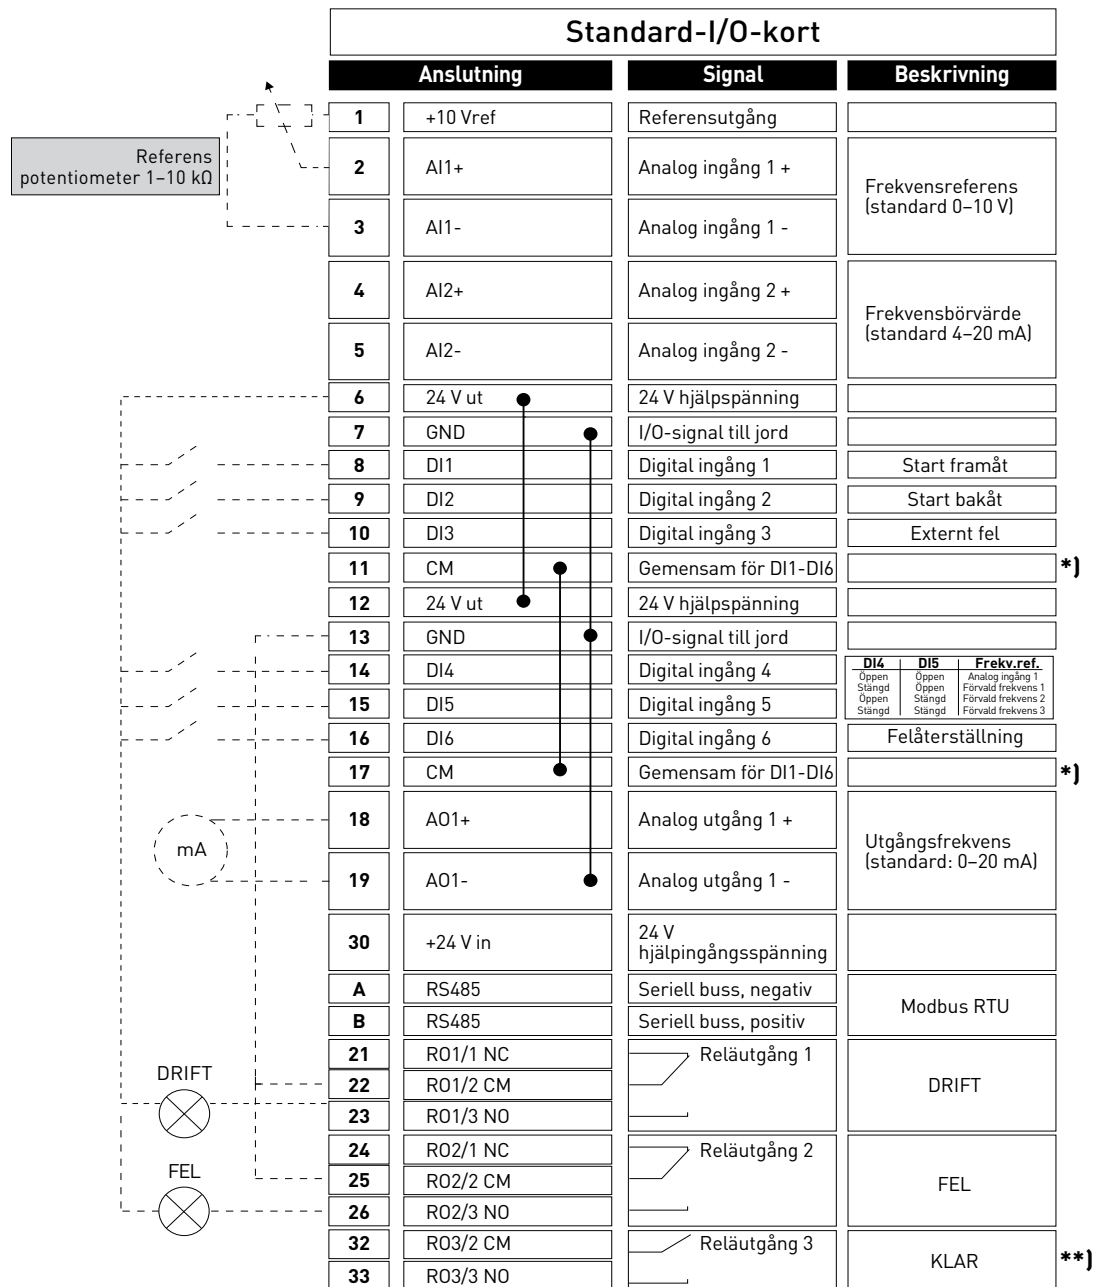 Standard-I/O-kort
Anslutning Signal Beskrivning
1 +10 Vref Referensutgång
Referens
potentiometer 1–10 kΩ
2 AI1+ Analog ingång 1 +
Frekvensreferens
(standard 0–10 V)
3 AI1- Analog ingång 1 -
4 AI2+ Analog ingång 2 +
Frekvensbörvärde
(standard 4–20 mA)
5 AI2- Analog ingång 2 -
6 24 V ut 24 V hjälpspänning
7 GND I/O-signal till jord
8 DI1 Digital ingång 1 Start framåt
9 DI2 Digital ingång 2 Start bakåt
10 DI3 Digital ingång 3 Externt fel
11 CM Gemensam för DI1-DI6 *)
12 24 V ut 24 V hjälpspänning
13 GND I/O-signal till jord
14 DI4 Digital ingång 4
DI4 DI5 Frekv.ref.
Öppen Öppen Analog ingång 1
Stängd Öppen Förvald frekvens 1
Öppen Stängd Förvald frekvens 2
Stängd Stängd Förvald frekvens 3
15 DI5 Digital ingång 5
16 DI6 Digital ingång 6 Felåterställning
17 CM Gemensam för DI1-DI6 *)
18 AO1+ Analog utgång 1 +
mA
Utgångsfrekvens
(standard: 0–20 mA)
19 AO1- Analog utgång 1 -
30 +24 V in 24 V
hjälpingångsspänning
A RS485 Seriell buss, negativ
Modbus RTU
B RS485 Seriell buss, positiv
21 RO1/1 NC Reläutgång 1
DRIFT
22 RO1/2 CM DRIFT
23 RO1/3 NO
24 RO2/1 NC Reläutgång 2
FEL
25 RO2/2 CM FEL
26 RO2/3 NO
32 RO3/2 CM Reläutgång 3
KLAR **)
33 RO3/3 NO